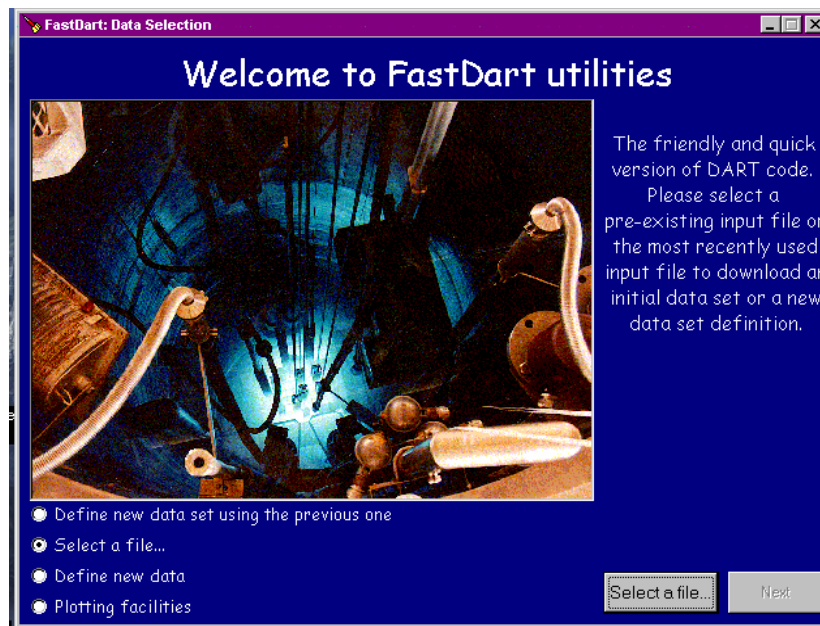 FastDart: Data Selection
Welcome to FastDart utilities
The friendly and quick
version of DART code.
Please select a
pre-existing input file or
the most recently used
input file to download an
initial data set or a new
data set definition.
Define new data set using the previous one
Select a file...
Define new data
Plotting facilities
Select a file...
Next